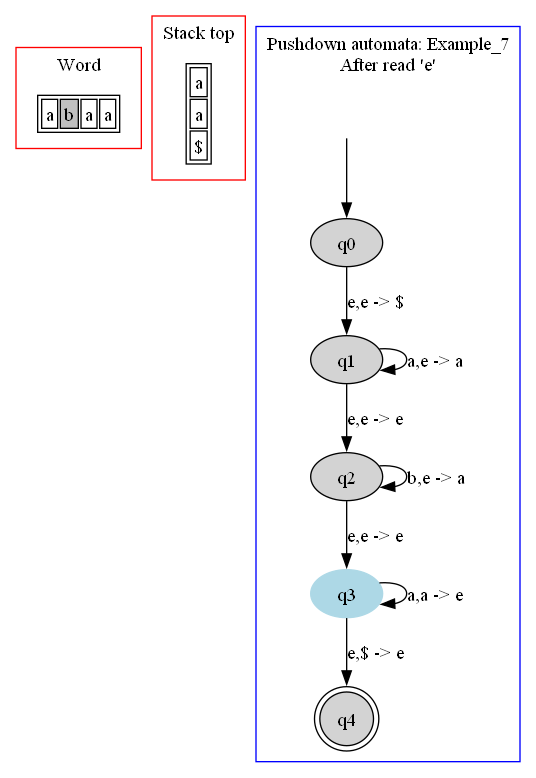 Word
a b a a
Stack top
a
a
$
Pushdown automata: Example_7
After read 'e'
q0
e,e -> $
q1
a,e -> a
e,e -> e
q2
b,e -> a
e,e -> e
q3
a,a -> e
e,$ -> e
q4